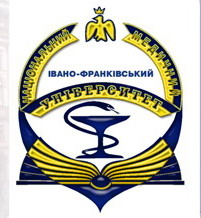 НАЦІОНАЛЬНИЙ МЕДИЧНИЙ
ІВАНО-ФРАНКІВСЬКИЙ
УНІВЕРСИТЕТ